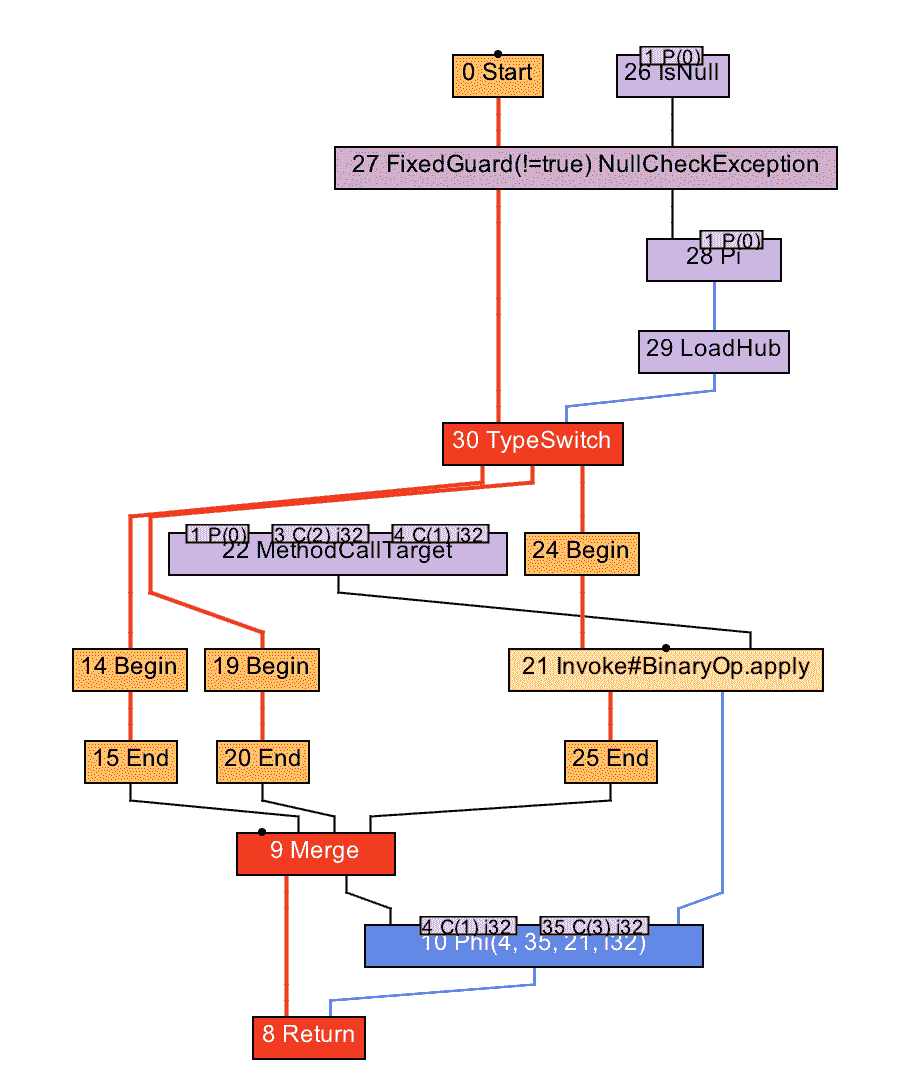 1 P(0)
0 Start
26 IsNull
27 FixedGuard(!=true) NullCheckException
1 P(0)
28 Pi
29 LoadHub
30 TypeSwitch
1 P(0) 3 C(2) i32 4 C(1) i32
22 MethodCallTarget
24 Begin
14 Begin
19 Begin
21 Invoke#BinaryOp.apply
15 End
20 End
25 End
9 Merge
4 C(1) i32 35 C(3) i32
10 Phi(4, 35, 21, i32)
8 Return